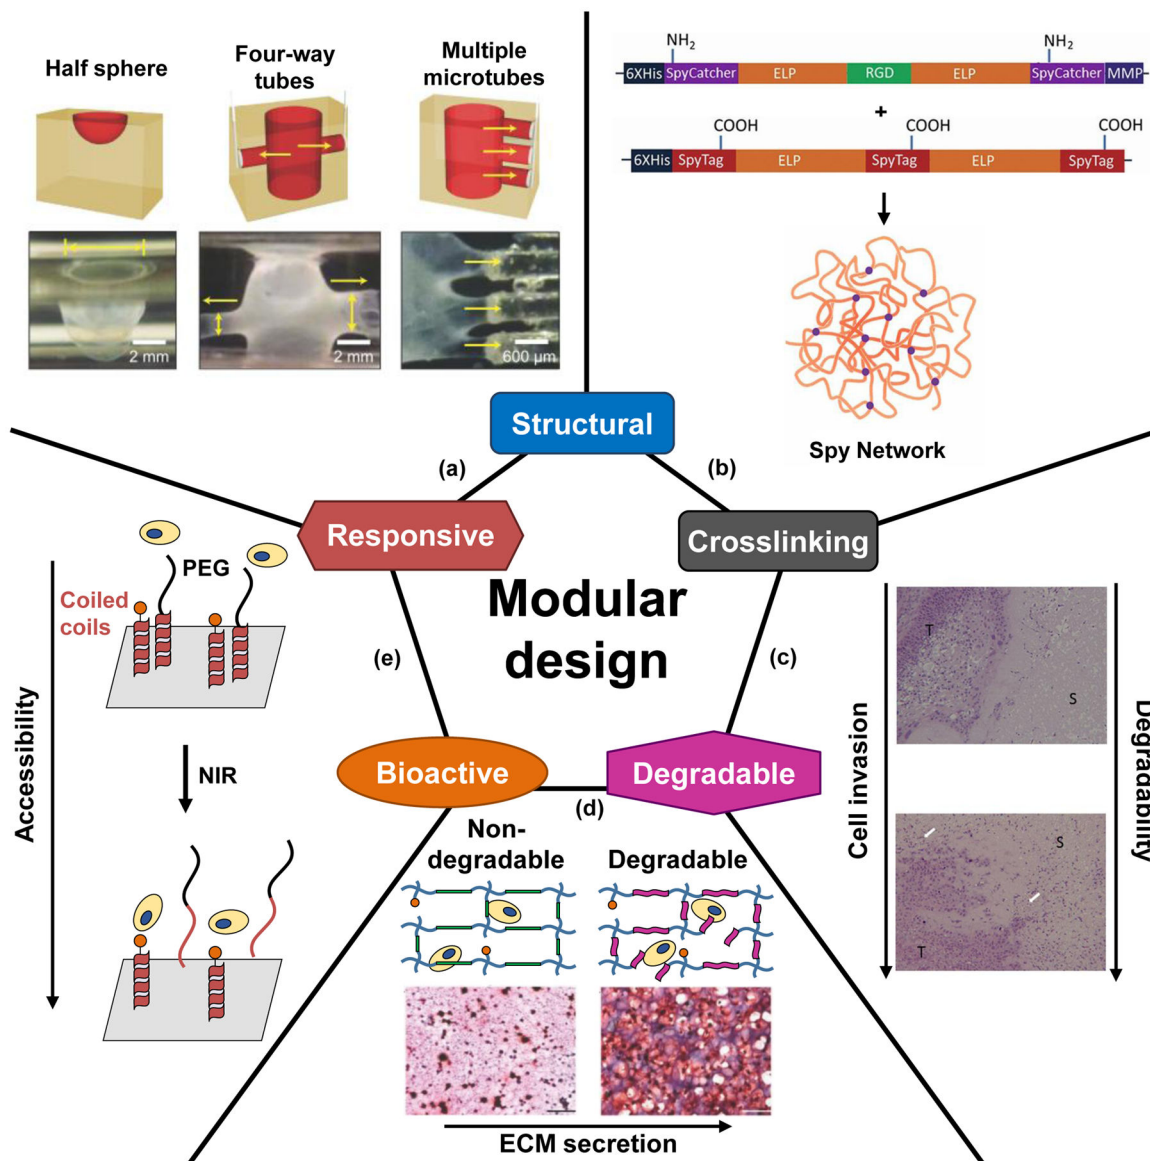 Half sphere
Four-way
tubes
Multiple
microtubes
2 mm
2 mm
600 µm
NH₂
NH₂
6XHis SpyCatcher ELP RGD ELP SpyCatcher MMP
+
COOH
COOH
COOH
6XHis SpyTag ELP SpyTag ELP SpyTag
Spy Network
Structural
(a)
(b)
Responsive
Crosslinking
Modular
design
(e)
(c)
Bioactive
Degradable
(d)
Accessibility
PEG
Coiled
coils
NIR
Cell invasion
Degradability
T
S
S
T
Non-
degradable
Degradable
ECM secretion